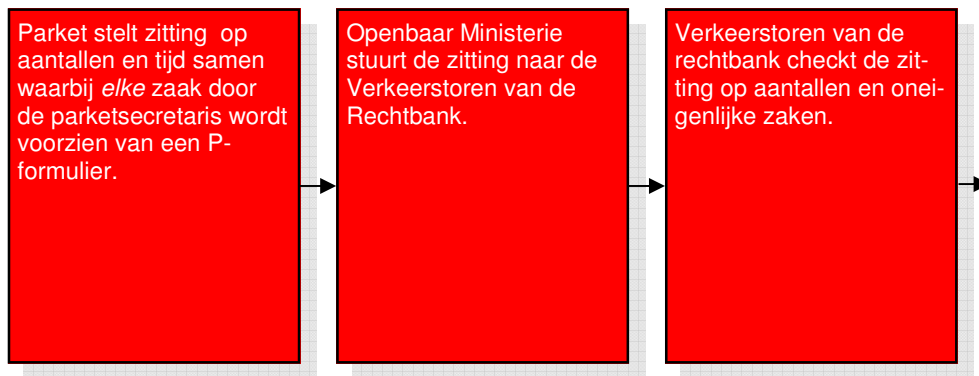 Parket stelt zitting op
aantallen en tijd samen
waarbij elke zaak door
de parketsecretaris wordt
voorzien van een P-
formulier.
Openbaar Ministerie
stuurt de zitting naar de
Verkeerstoren van de
Rechtbank.
Verkeerstoren van de
rechtbank checkt de zit-
ting op aantallen en onei-
genlijke zaken.